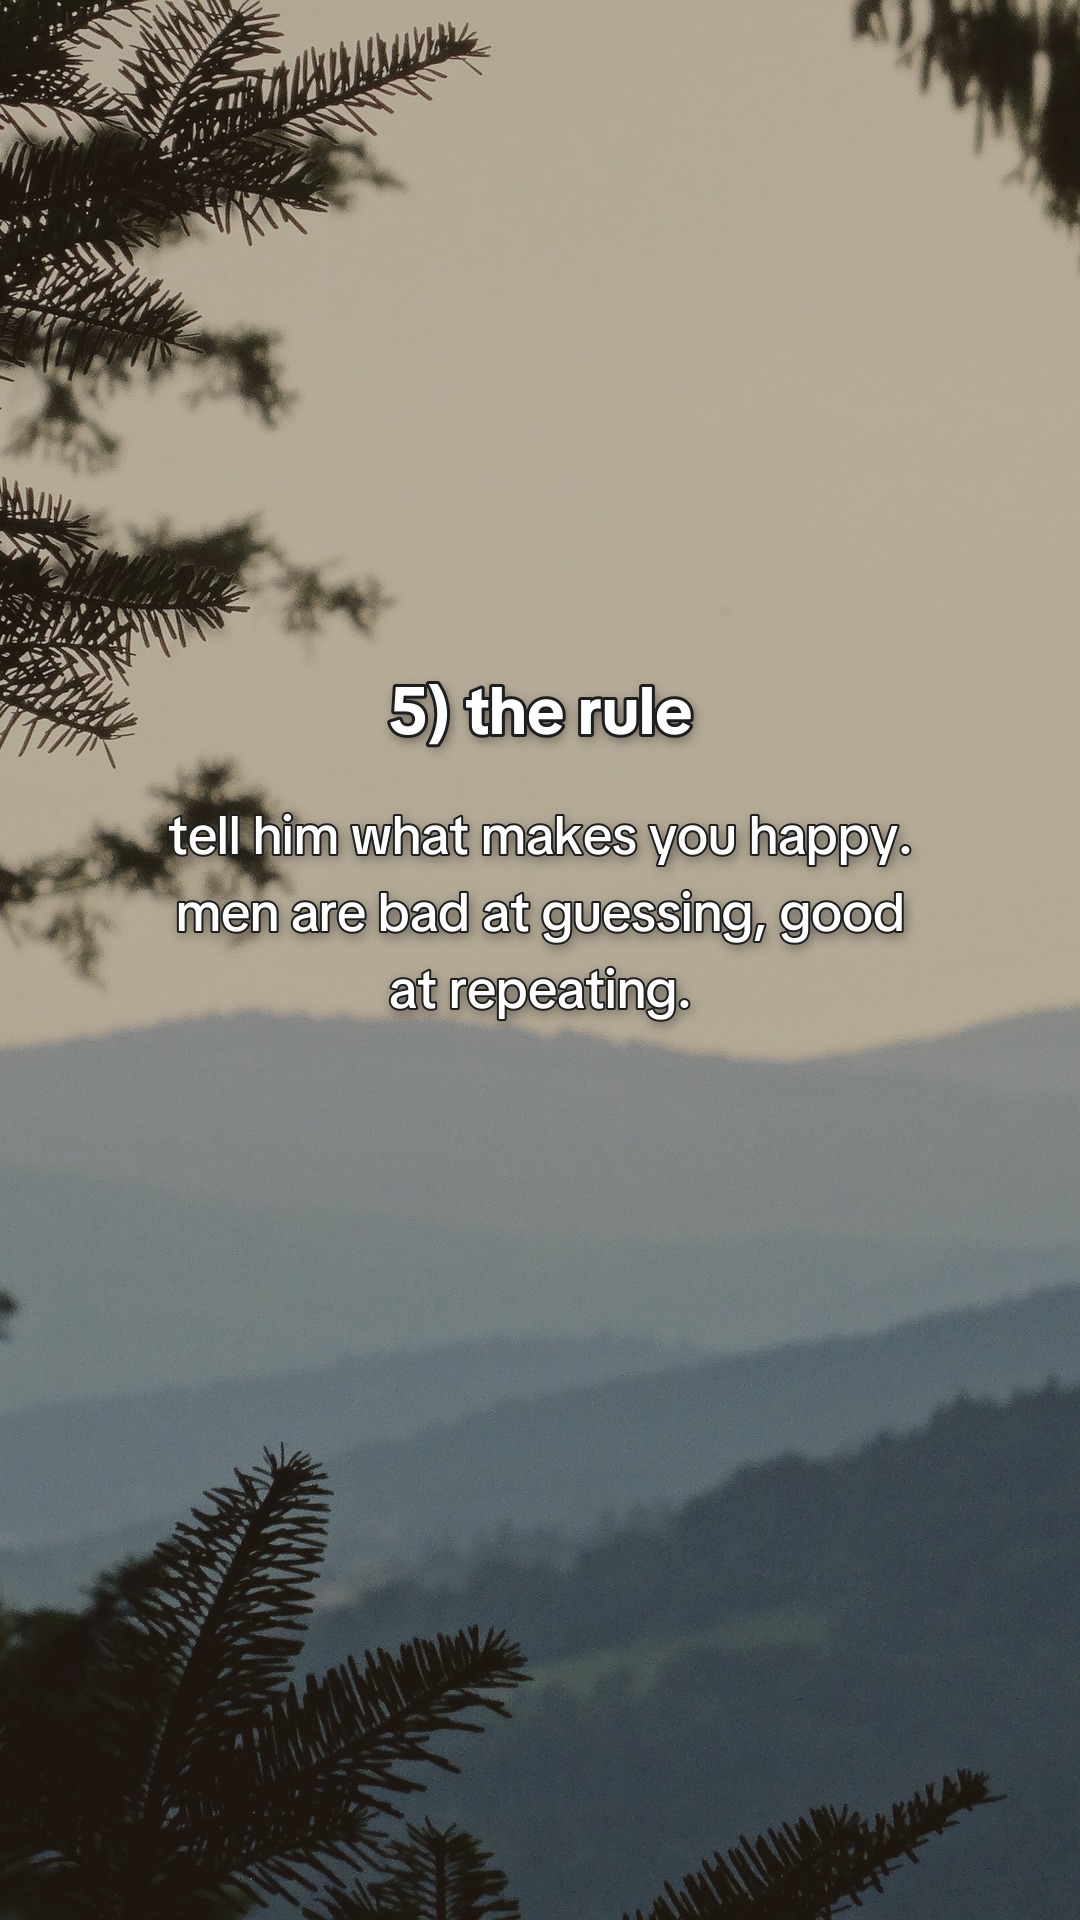 5) the rule
tell him what makes you happy.
men are bad at guessing, good
at repeating.